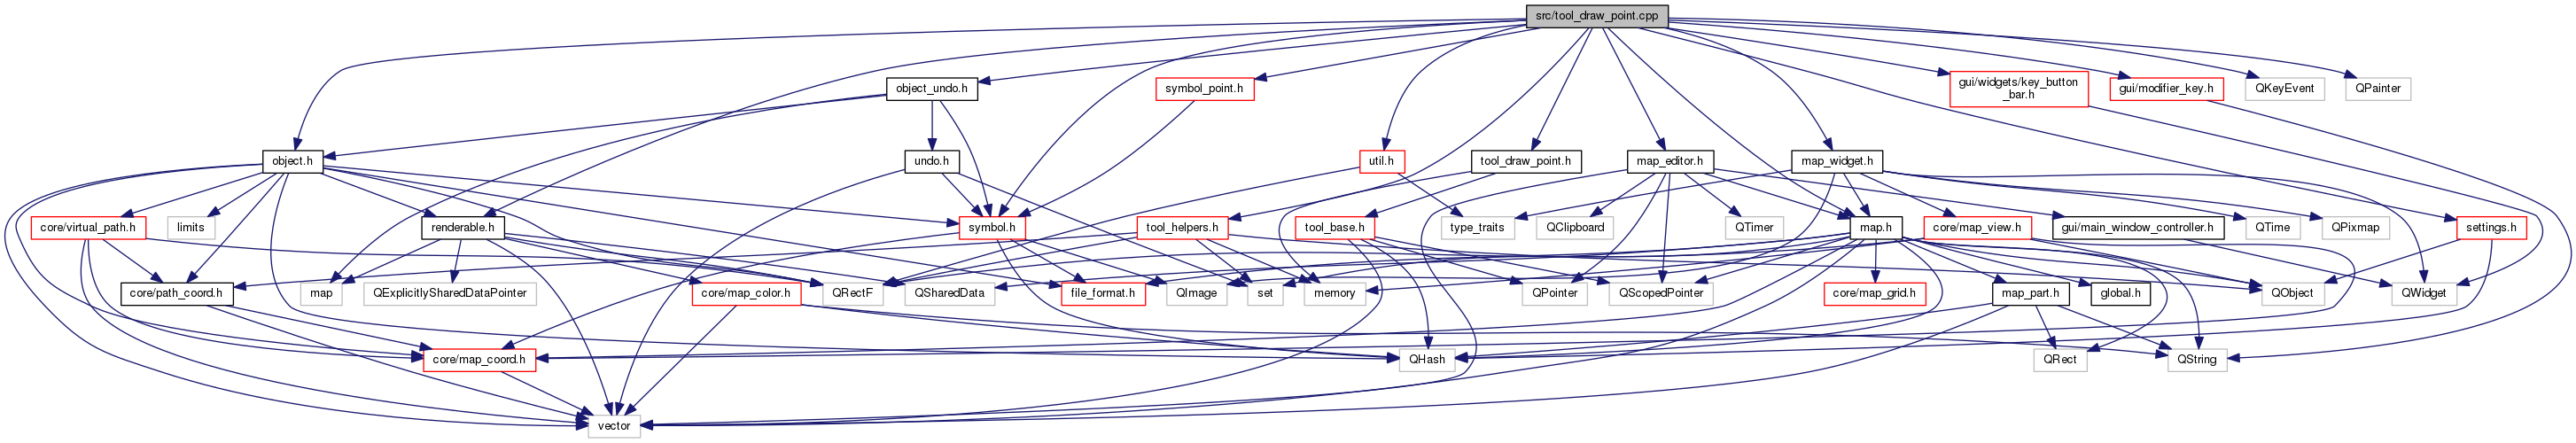 src/tool_draw_point.cpp
object_undo.h
symbol_point.h
gui/widgets/key_button
_bar.h
gui/modifier_key.h
QKeyEvent
QPainter
object.h
undo.h
util.h
tool_draw_point.h
map_editor.h
map_widget.h
core/virtual_path.h
limits
renderable.h
symbol.h
tool_helpers.h
tool_base.h
type_traits
QClipboard
QTimer
map.h
core/map_view.h
gui/main_window_controller.h
QTime
QPixmap
settings.h
core/path_coord.h
map
QExplicitlySharedDataPointer
core/map_color.h
QRectF
QSharedData
file_format.h
QImage
set
memory
QPointer
QScopedPointer
core/map_grid.h
map_part.h
global.h
QObject
QWidget
core/map_coord.h
QHash
QRect
QString
vector